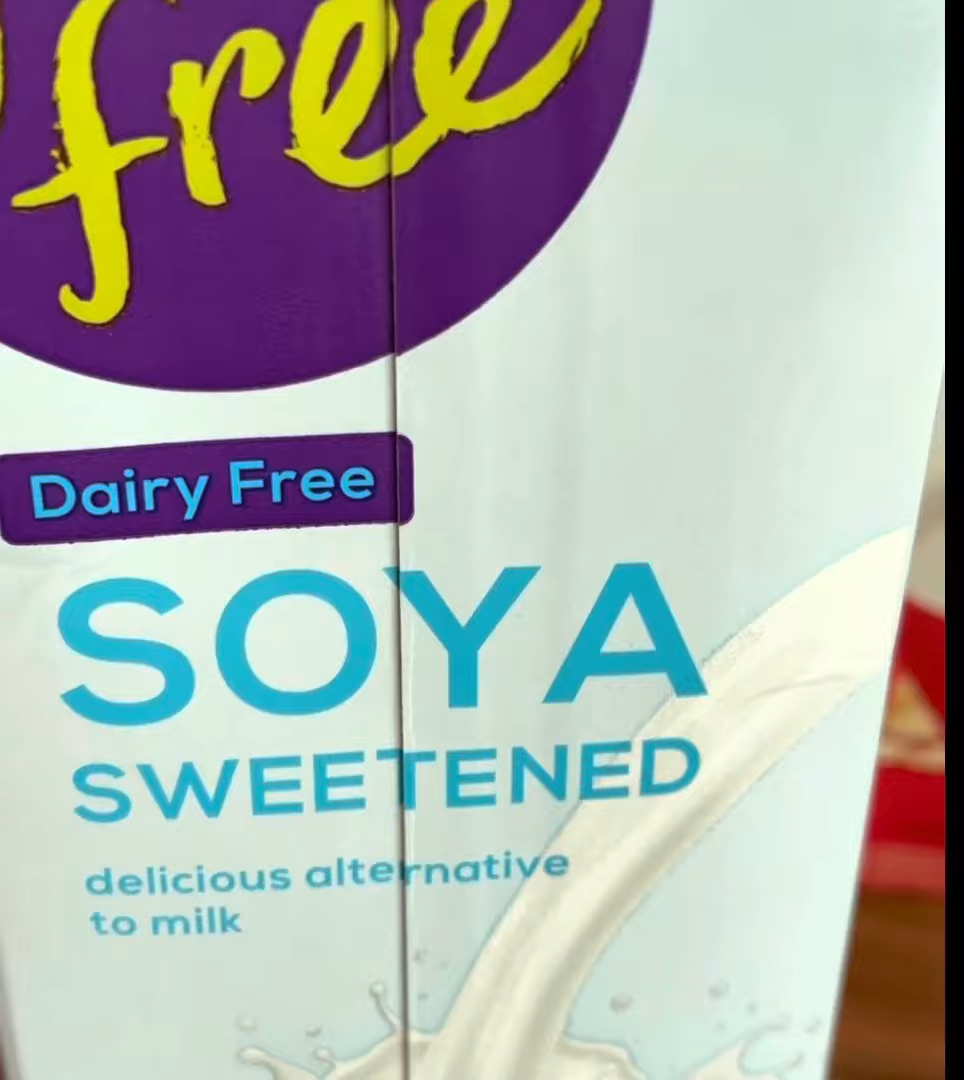 free
Dairy Free
SOYA
SWEETENED
delicious alternative
to milk